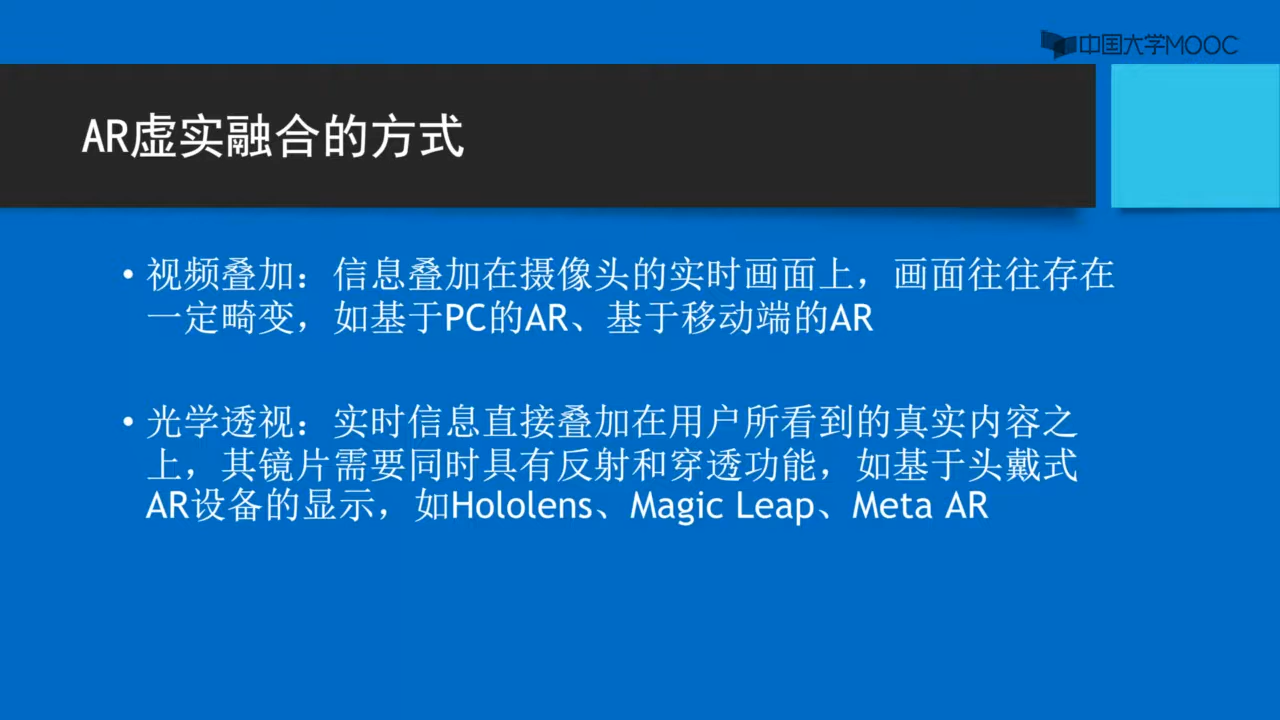 中国大学MOOC
AR虚实融合的方式
• 视频叠加：信息叠加在摄像头的实时画面上，画面往往存在
一定畸变，如基于PC的AR、基于移动端的AR
• 光学透视：实时信息直接叠加在用户所看到的真实内容之
上，其镜片需要同时具有反射和穿透功能，如基于头戴式
AR设备的显示，如Hololens、Magic Leap、Meta AR